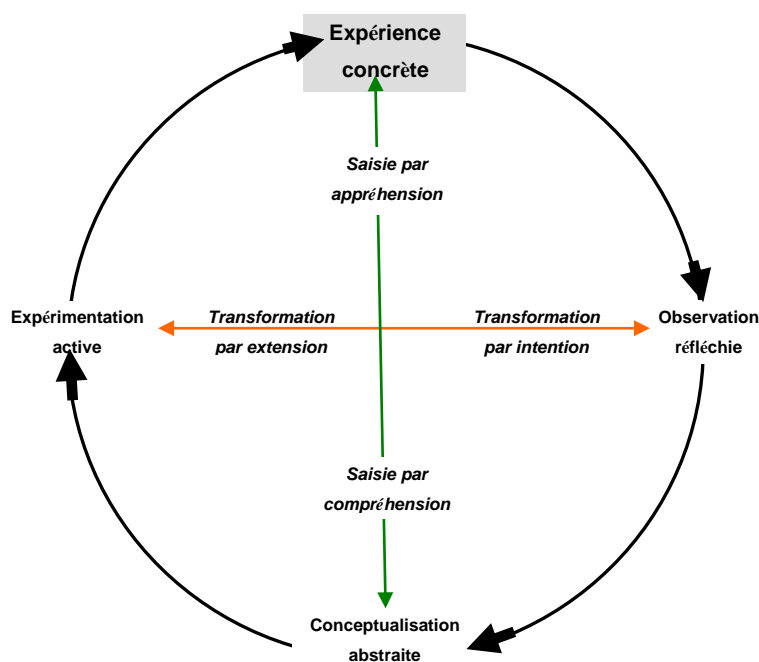 Expérience
concrète
Saisie par
appréhension
Expérimentation
active
Transformation
par extension
Transformation
par intention
Observation
réfléchie
Saisie par
compréhension
Conceptualisation
abstraite